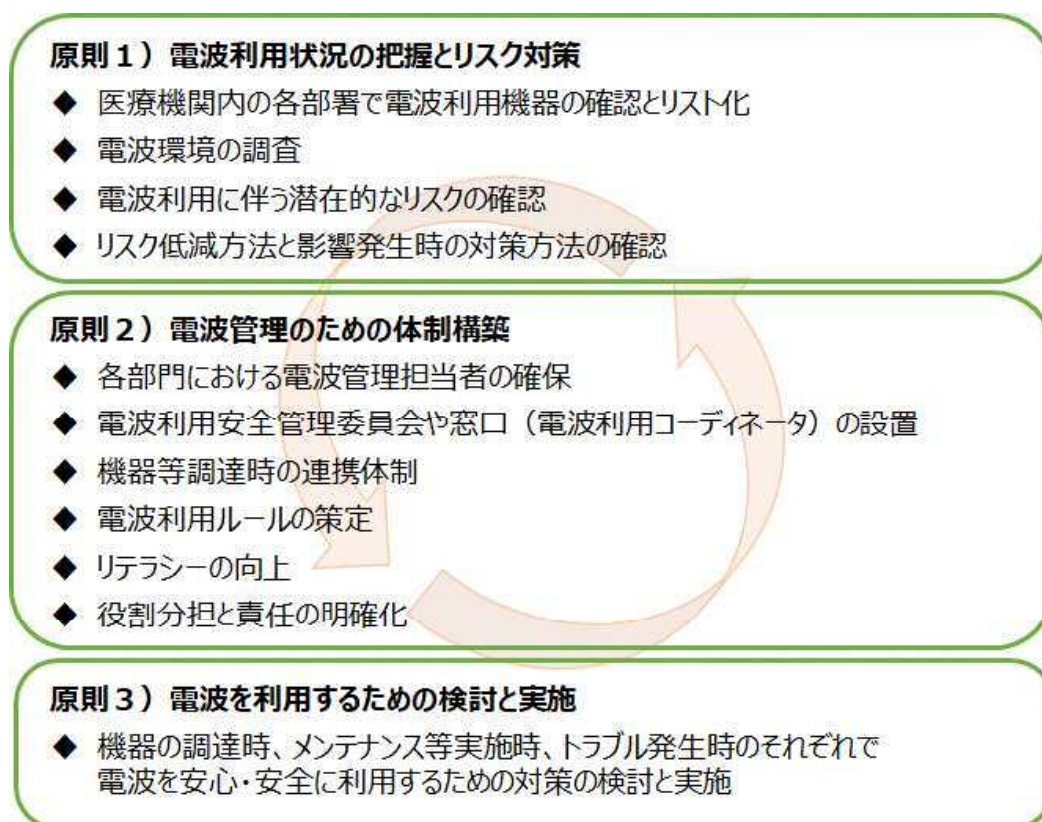 原則１）電波利用状況の把握とリスク対策
◆ 医療機関内の各部署で電波利用機器の確認とリスト化
◆ 電波環境の調査
◆ 電波利用に伴う潜在的なリスクの確認
◆ リスク低減方法と影響発生時の対策方法の確認
原則２）電波管理のための体制構築
◆ 各部門における電波管理担当者の確保
◆ 電波利用安全管理委員会や窓口（電波利用コーディネータ）の設置
◆ 機器等調達時の連携体制
◆ 電波利用ルールの策定
◆ リテラシーの向上
◆ 役割分担と責任の明確化
原則３）電波を利用するための検討と実施
◆ 機器の調達時、メンテナンス等実施時、トラブル発生時のそれぞれで
電波を安心・安全に利用するための対策の検討と実施